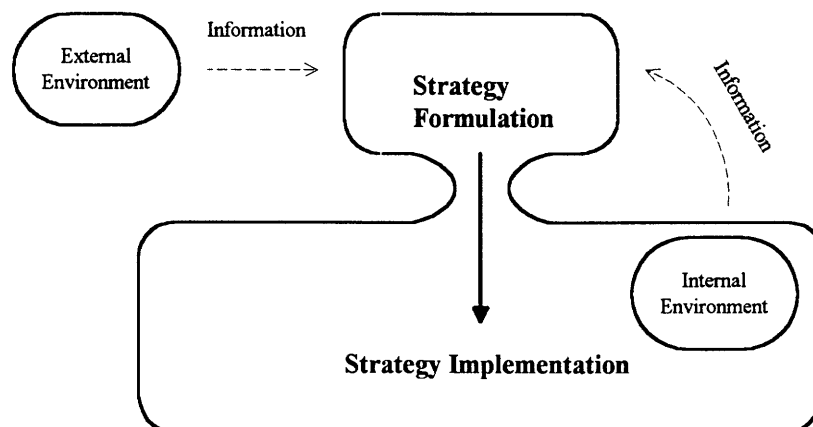 Information
External
Environment
Strategy
Formulation
Information
Internal
Environment
Strategy Implementation